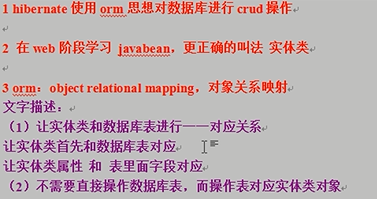 1 hibernate 使用 orm 思想对数据库进行 crud 操作
2 在 web 阶段学习 javabean，更正确的叫法 实体类
3 orm：object relational mapping，对象关系映射
文字描述：
（1）让实体类和数据库表进行一一对应关系
让实体类首先和数据库表对应
让实体类属性 和 表里面字段对应
（2）不需要直接操作数据库表，而操作表对应实体类对象